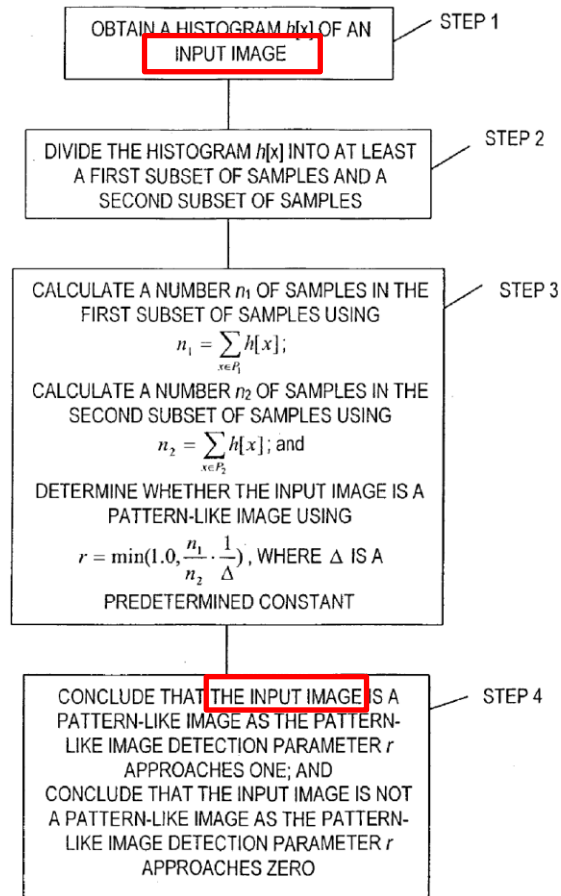 OBTAIN A HISTOGRAM h[x] OF AN
INPUT IMAGE
STEP 1
STEP 2
DIVIDE THE HISTOGRAM h[x] INTO AT LEAST
A FIRST SUBSET OF SAMPLES AND A
SECOND SUBSET OF SAMPLES
STEP 3
CALCULATE A NUMBER n₁ OF SAMPLES IN THE
FIRST SUBSET OF SAMPLES USING
n₁ = ∑ h[x];
x∈P₁
CALCULATE A NUMBER n₂ OF SAMPLES IN THE
SECOND SUBSET OF SAMPLES USING
n₂ = ∑ h[x]; and
x∈P₂
DETERMINE WHETHER THE INPUT IMAGE IS A
PATTERN-LIKE IMAGE USING
r = min(1.0, n₁/n₂ · 1/Δ), WHERE Δ IS A
PREDETERMINED CONSTANT
STEP 4
CONCLUDE THAT THE INPUT IMAGE IS A
PATTERN-LIKE IMAGE AS THE PATTERN-
LIKE IMAGE DETECTION PARAMETER r
APPROACHES ONE; AND
CONCLUDE THAT THE INPUT IMAGE IS NOT
A PATTERN-LIKE IMAGE AS THE PATTERN-
LIKE IMAGE DETECTION PARAMETER r
APPROACHES ZERO